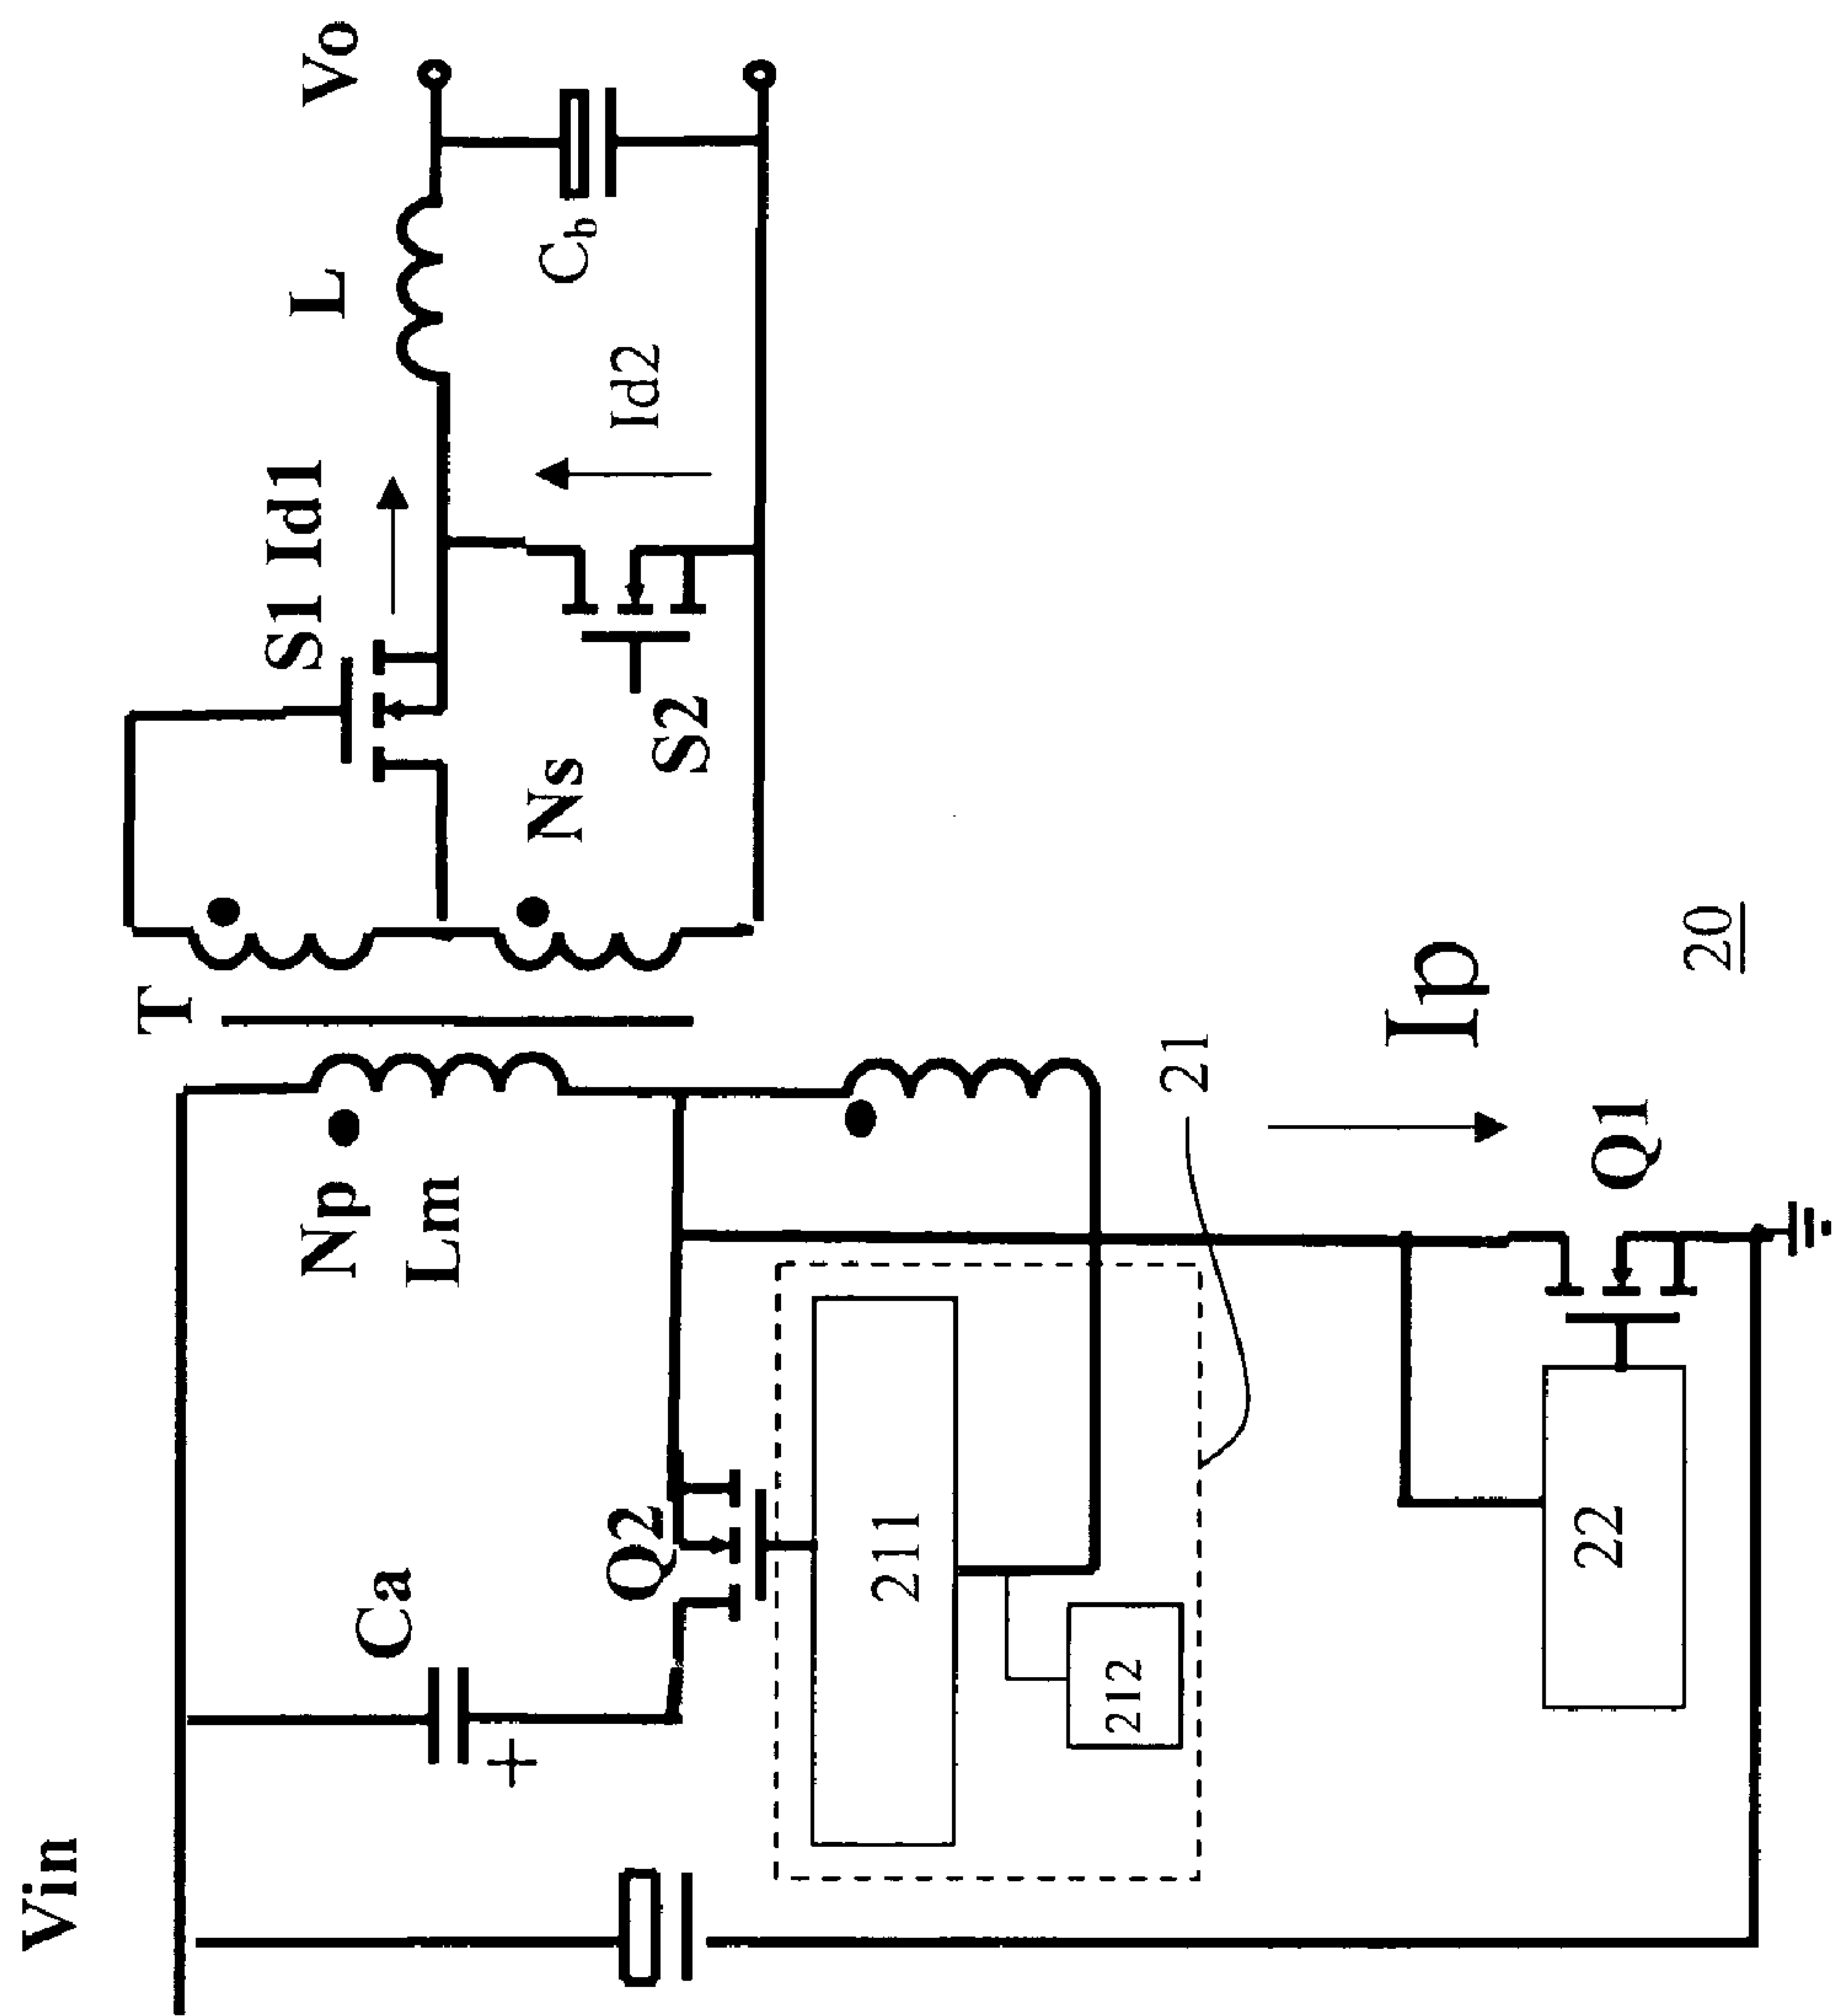 Vin
Ca
Np
Lm
T
Ns
S1 Id1
L
Vo
Cb
Id2
S2
Q2
211
212
21
Ip
22
Q1
20
+